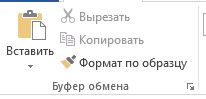 Вырезать
Копировать
Вставить
Формат по образцу
Буфер обмена